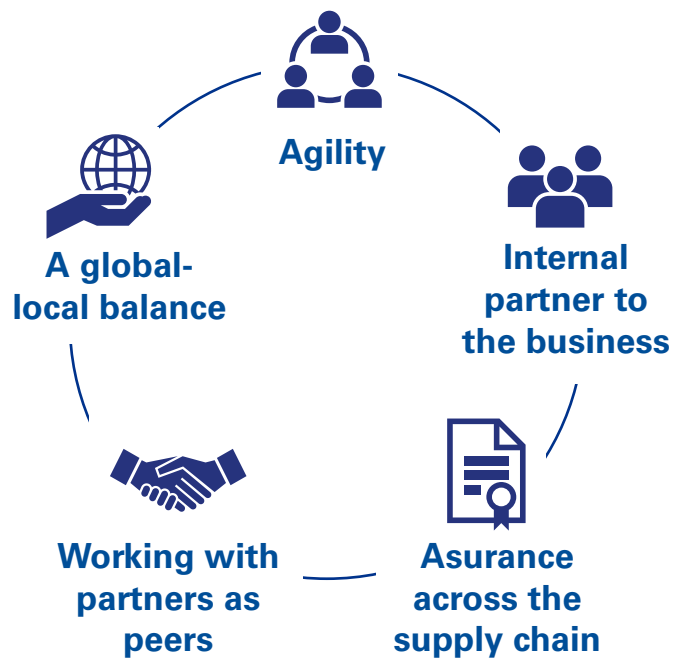 Agility
Internal
partner to
the business
Asurance
across the
supply chain
Working with
partners as
peers
A global-
local balance